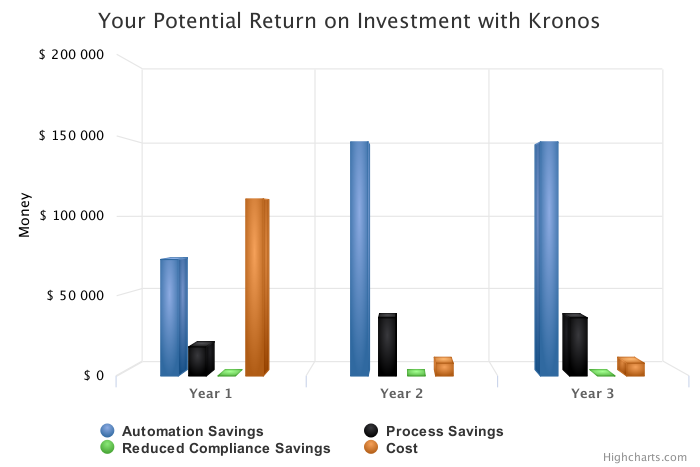 Your Potential Return on Investment with Kronos
$ 200 000
$ 150 000
$ 100 000
$ 50 000
$ 0
Money
Year 1
Year 2
Year 3
Automation Savings
Process Savings
Reduced Compliance Savings
Cost
Highcharts.com